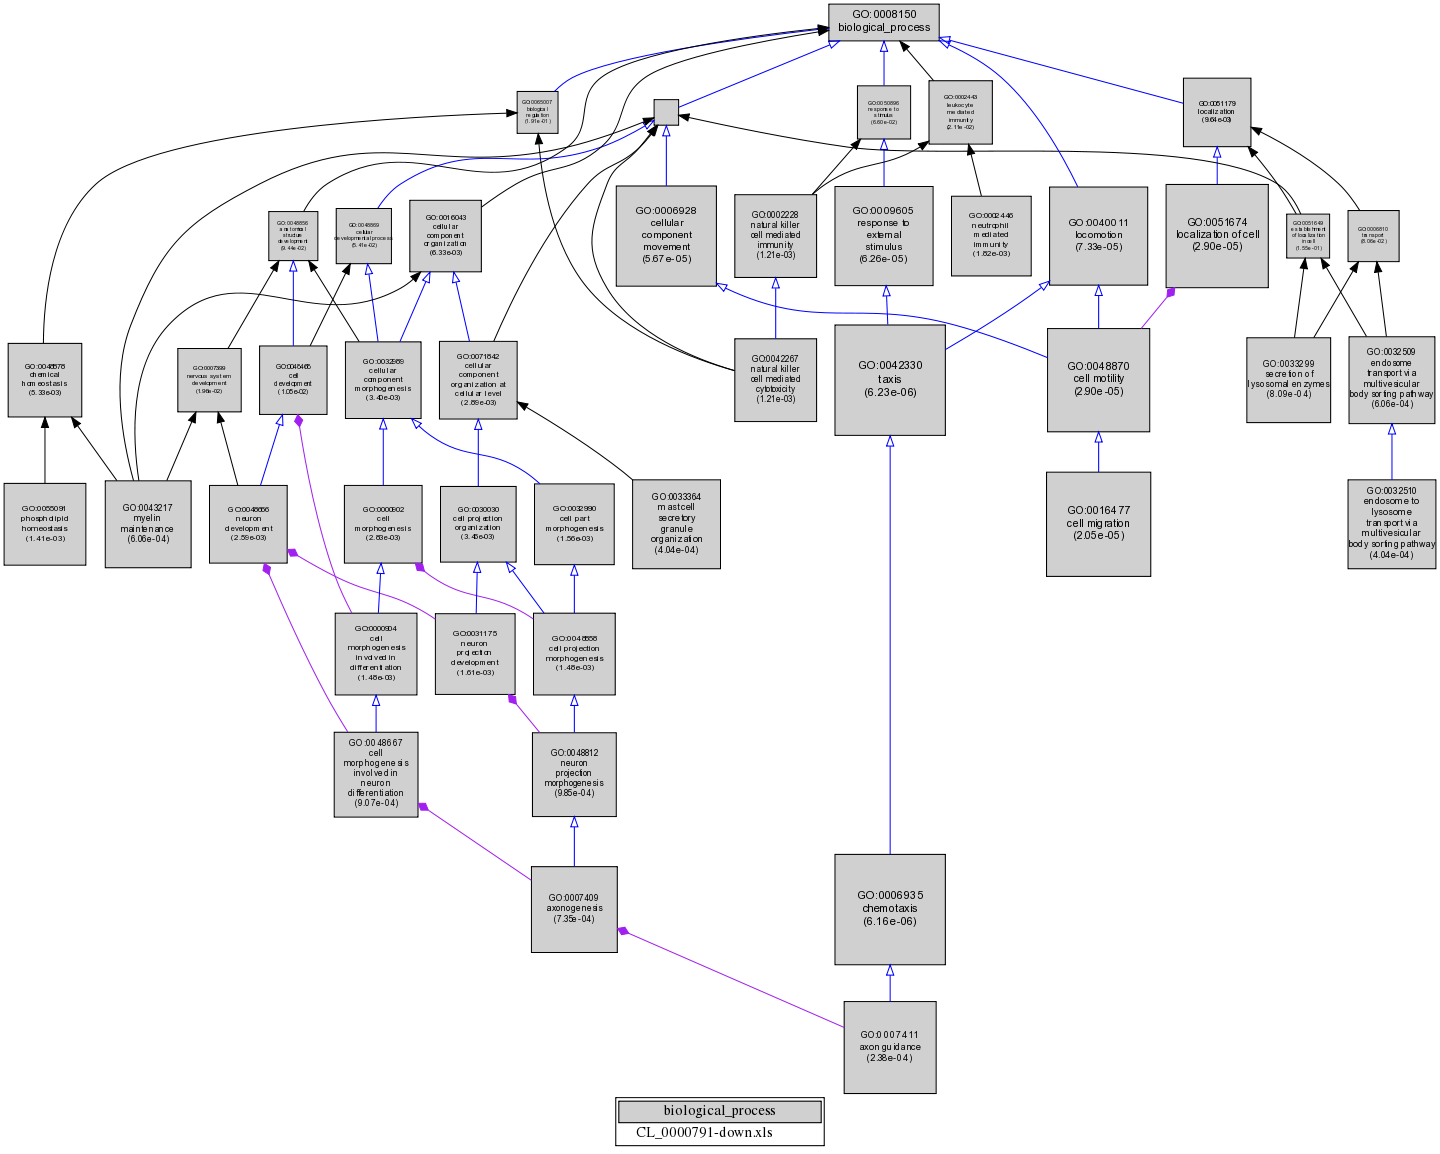 GO:0008150
biological_process
GO:0065007
biological
regulation
(1.91e-01)
GO:0050896
response to
stimulus
(6.60e-02)
GO:0002443
leukocyte
mediated
immunity
(2.11e-02)
GO:0051179
localization
(9.64e-03)
GO:0048856
anatomical
structure
development
(9.44e-02)
GO:0048869
cellular
developmental process
(5.41e-02)
GO:0016043
cellular
component
organization
(6.33e-03)
GO:0006928
cellular
component
movement
(5.67e-05)
GO:0002228
natural killer
cell mediated
immunity
(1.21e-03)
GO:0009605
response to
external
stimulus
(6.26e-05)
GO:0002446
neutrophil
mediated
immunity
(1.82e-03)
GO:0040011
locomotion
(7.33e-05)
GO:0051674
localization of cell
(2.90e-05)
GO:0051649
establishment
of localization
in cell
(1.55e-01)
GO:0006810
transport
(8.06e-02)
GO:0048878
chemical
homeostasis
(5.33e-03)
GO:0007399
nervous system
development
(1.96e-02)
GO:0048468
cell
development
(1.05e-02)
GO:0032989
cellular
component
morphogenesis
(3.40e-03)
GO:0071842
cellular
component
organization at
cellular level
(2.69e-03)
GO:0042267
natural killer
cell mediated
cytotoxicity
(1.21e-03)
GO:0042330
taxis
(6.23e-06)
GO:0048870
cell motility
(2.90e-05)
GO:0033299
secretion of
lysosomal enzymes
(8.09e-04)
GO:0032509
endosome
transport via
multivesicular
body sorting pathway
(6.06e-04)
GO:0055091
phospholipid
homeostasis
(1.41e-03)
GO:0043217
myelin
maintenance
(6.06e-04)
GO:0048666
neuron
development
(2.59e-03)
GO:0000902
cell
morphogenesis
(2.83e-03)
GO:0030030
cell projection
organization
(3.45e-03)
GO:0032990
cell part
morphogenesis
(1.56e-03)
GO:0033364
mast cell
secretory
granule
organization
(4.04e-04)
GO:0016477
cell migration
(2.05e-05)
GO:0032510
endosome to
lysosome
transport via
multivesicular
body sorting pathway
(4.04e-04)
GO:0000904
cell
morphogenesis
involved in
differentiation
(1.48e-03)
GO:0031175
neuron
projection
development
(1.61e-03)
GO:0048858
cell projection
morphogenesis
(1.48e-03)
GO:0048667
cell
morphogenesis
involved in
neuron
differentiation
(9.07e-04)
GO:0048812
neuron
projection
morphogenesis
(9.85e-04)
GO:0007409
axonogenesis
(7.35e-04)
GO:0006935
chemotaxis
(6.16e-06)
GO:0007411
axon guidance
(2.38e-04)
biological_process
CL_0000791-down.xls